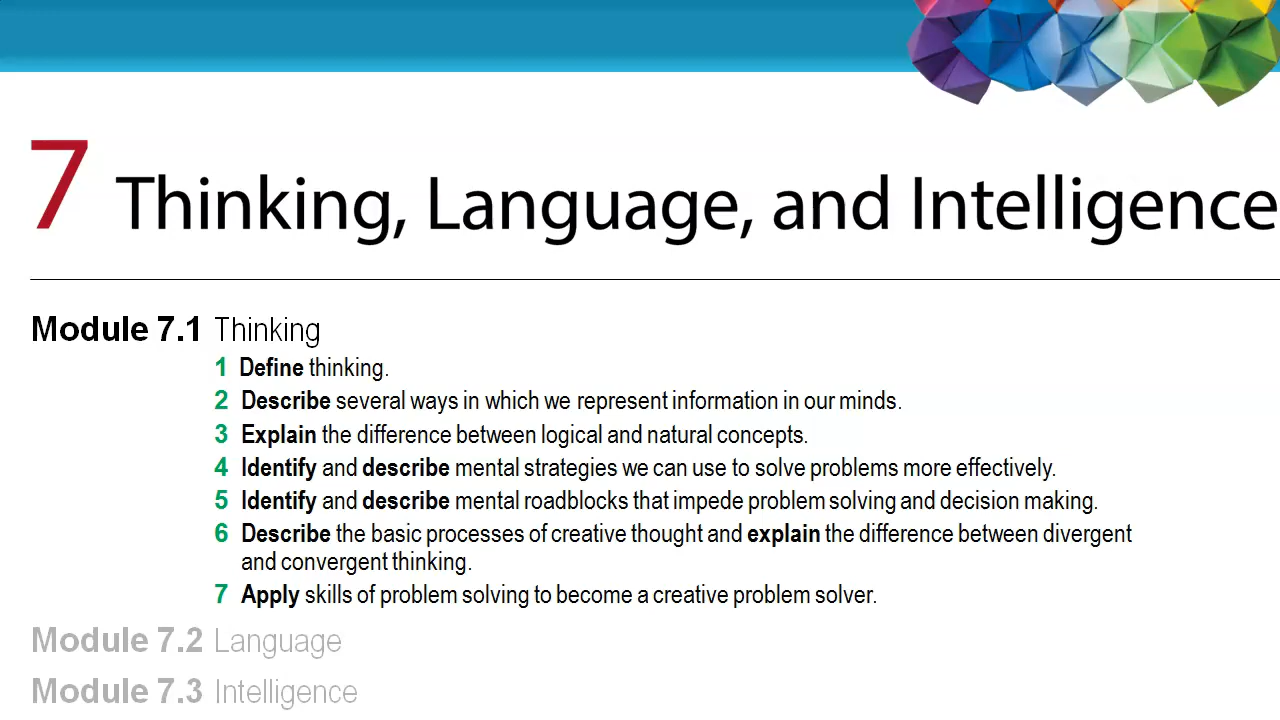 7 Thinking, Language, and Intelligence
Module 7.1 Thinking
1 Define thinking.
2 Describe several ways in which we represent information in our minds.
3 Explain the difference between logical and natural concepts.
4 Identify and describe mental strategies we can use to solve problems more effectively.
5 Identify and describe mental roadblocks that impede problem solving and decision making.
6 Describe the basic processes of creative thought and explain the difference between divergent
and convergent thinking.
7 Apply skills of problem solving to become a creative problem solver.
Module 7.2 Language
Module 7.3 Intelligence